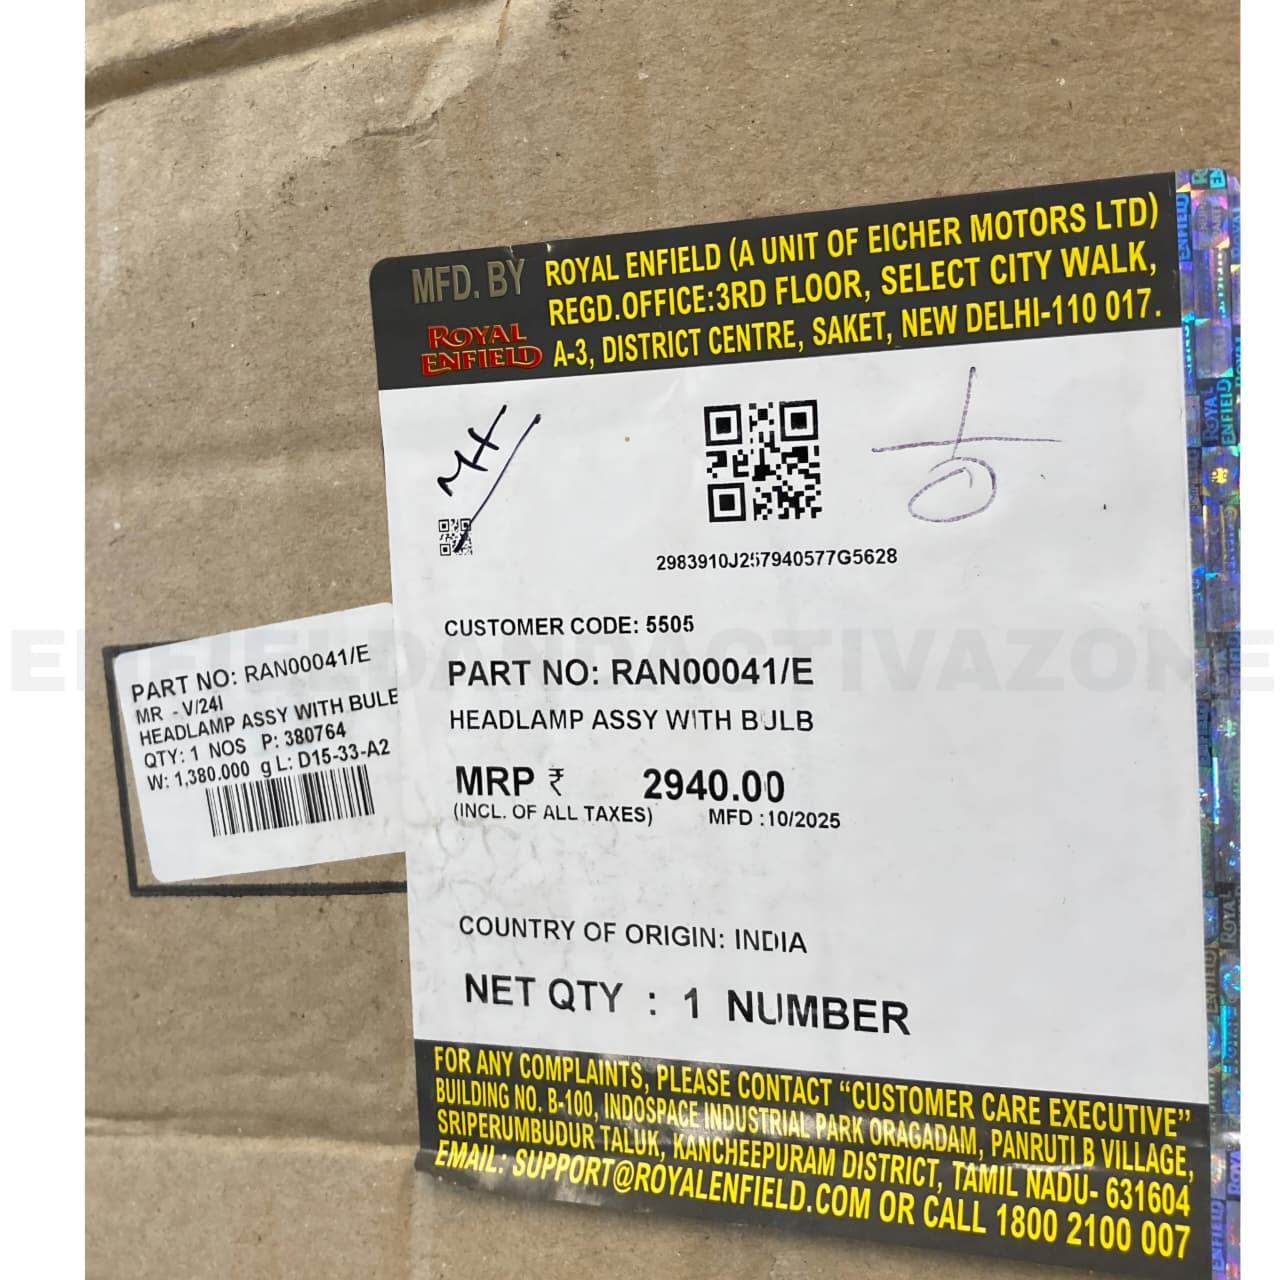 MFD. BY
ROYAL ENFIELD
ROYAL ENFIELD (A UNIT OF EICHER MOTORS LTD)
REGD.OFFICE:3RD FLOOR, SELECT CITY WALK,
A-3, DISTRICT CENTRE, SAKET, NEW DELHI-110 017.
2983910J257940577G5628
CUSTOMER CODE: 5505
PART NO: RAN00041/E
HEADLAMP ASSY WITH BULB
MRP ₹ 2940.00
(INCL. OF ALL TAXES) MFD :10/2025
COUNTRY OF ORIGIN: INDIA
NET QTY : 1 NUMBER
FOR ANY COMPLAINTS, PLEASE CONTACT “CUSTOMER CARE EXECUTIVE”
BUILDING NO. B-100, INDOSPACE INDUSTRIAL PARK ORAGADAM, PANRUTI B VILLAGE,
SRIPERUMBUDUR TALUK, KANCHEEPURAM DISTRICT, TAMIL NADU- 631604
EMAIL: SUPPORT@ROYALENFIELD.COM OR CALL 1800 2100 007
PART NO: RAN00041/E
MR - V/24I
HEADLAMP ASSY WITH BULB
QTY: 1 NOS P: 380764
W: 1,380.000 g L: D15-33-A2
ENFIELDANDACTIVAZONE